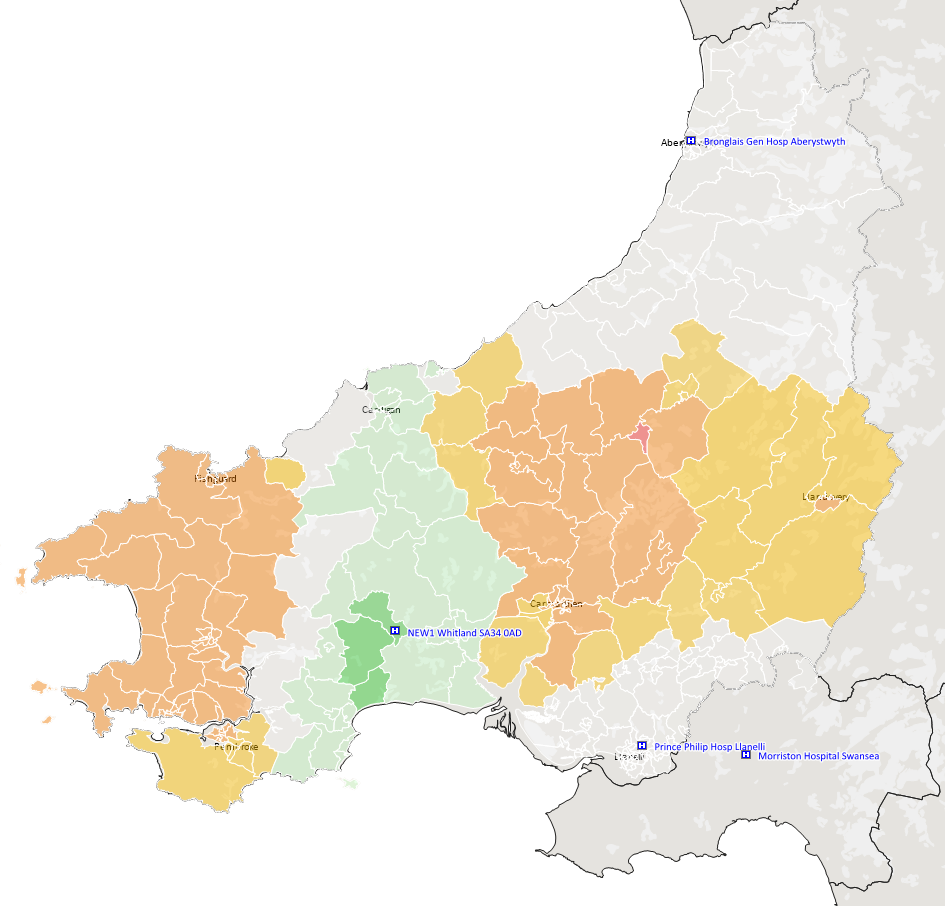 Bronglais Gen Hosp Aberystwyth
Cardigan
Fishguard
Llandovery
Carmarthen
NEW1 Whitland SA34 0AD
Pembroke
Prince Philip Hosp Llanelli
Llanelli
Morriston Hospital Swansea